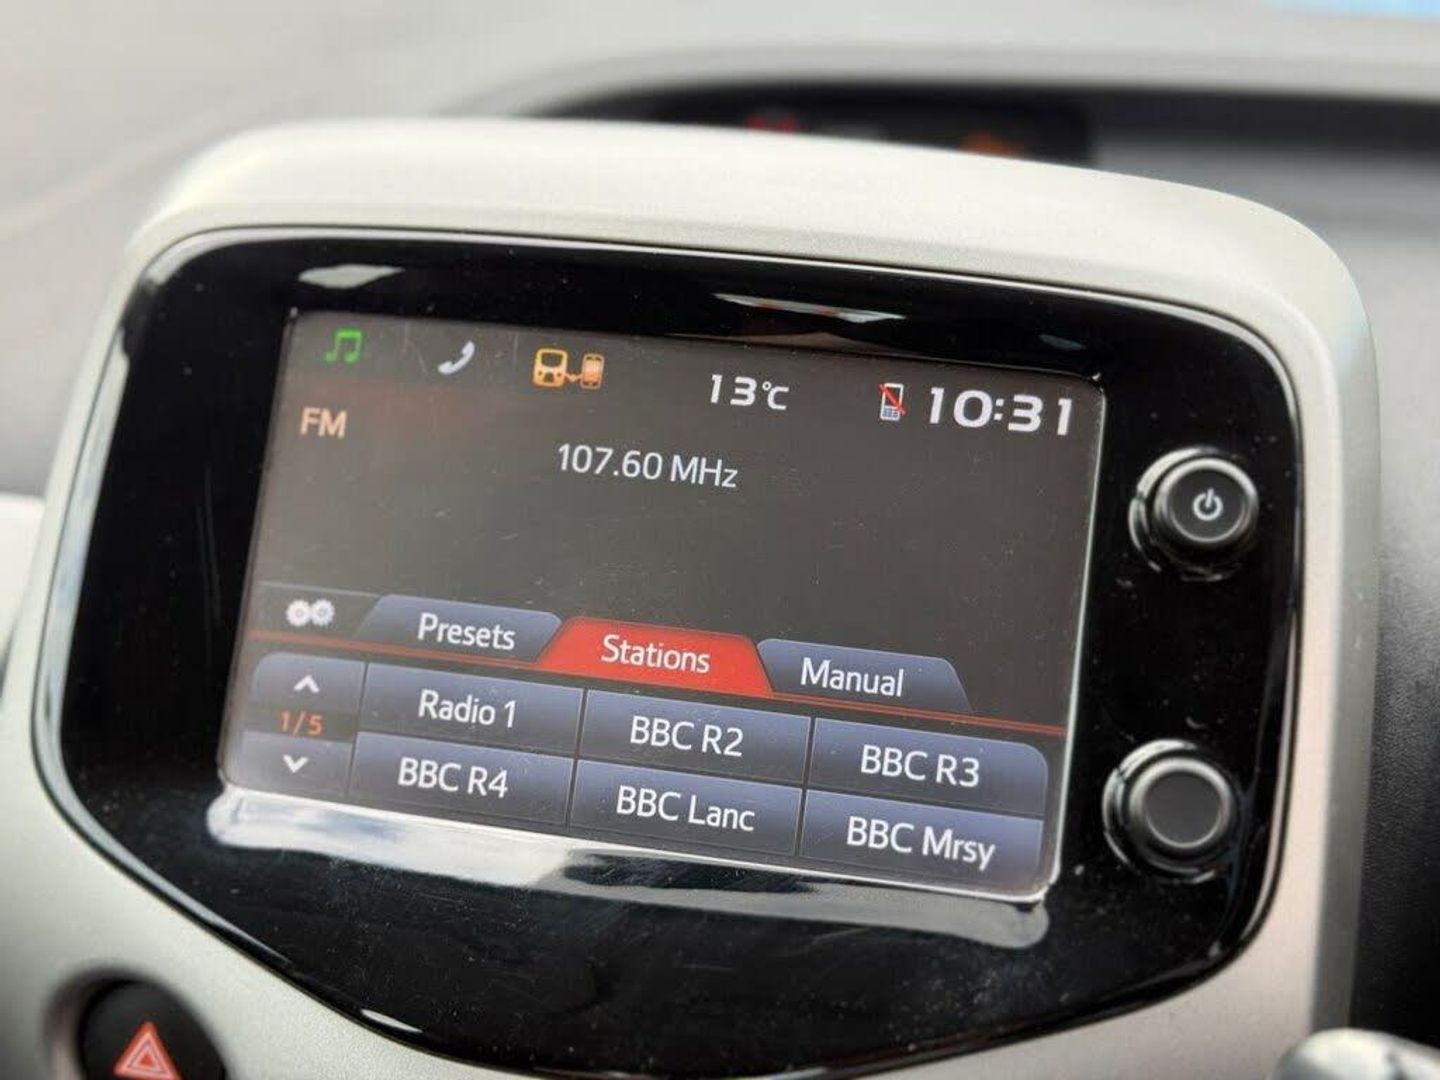 13°C
10:31
FM
107.60 MHz
Presets
Stations
Manual
1/5
Radio 1
BBC R2
BBC R3
BBC R4
BBC Lanc
BBC Mrsy